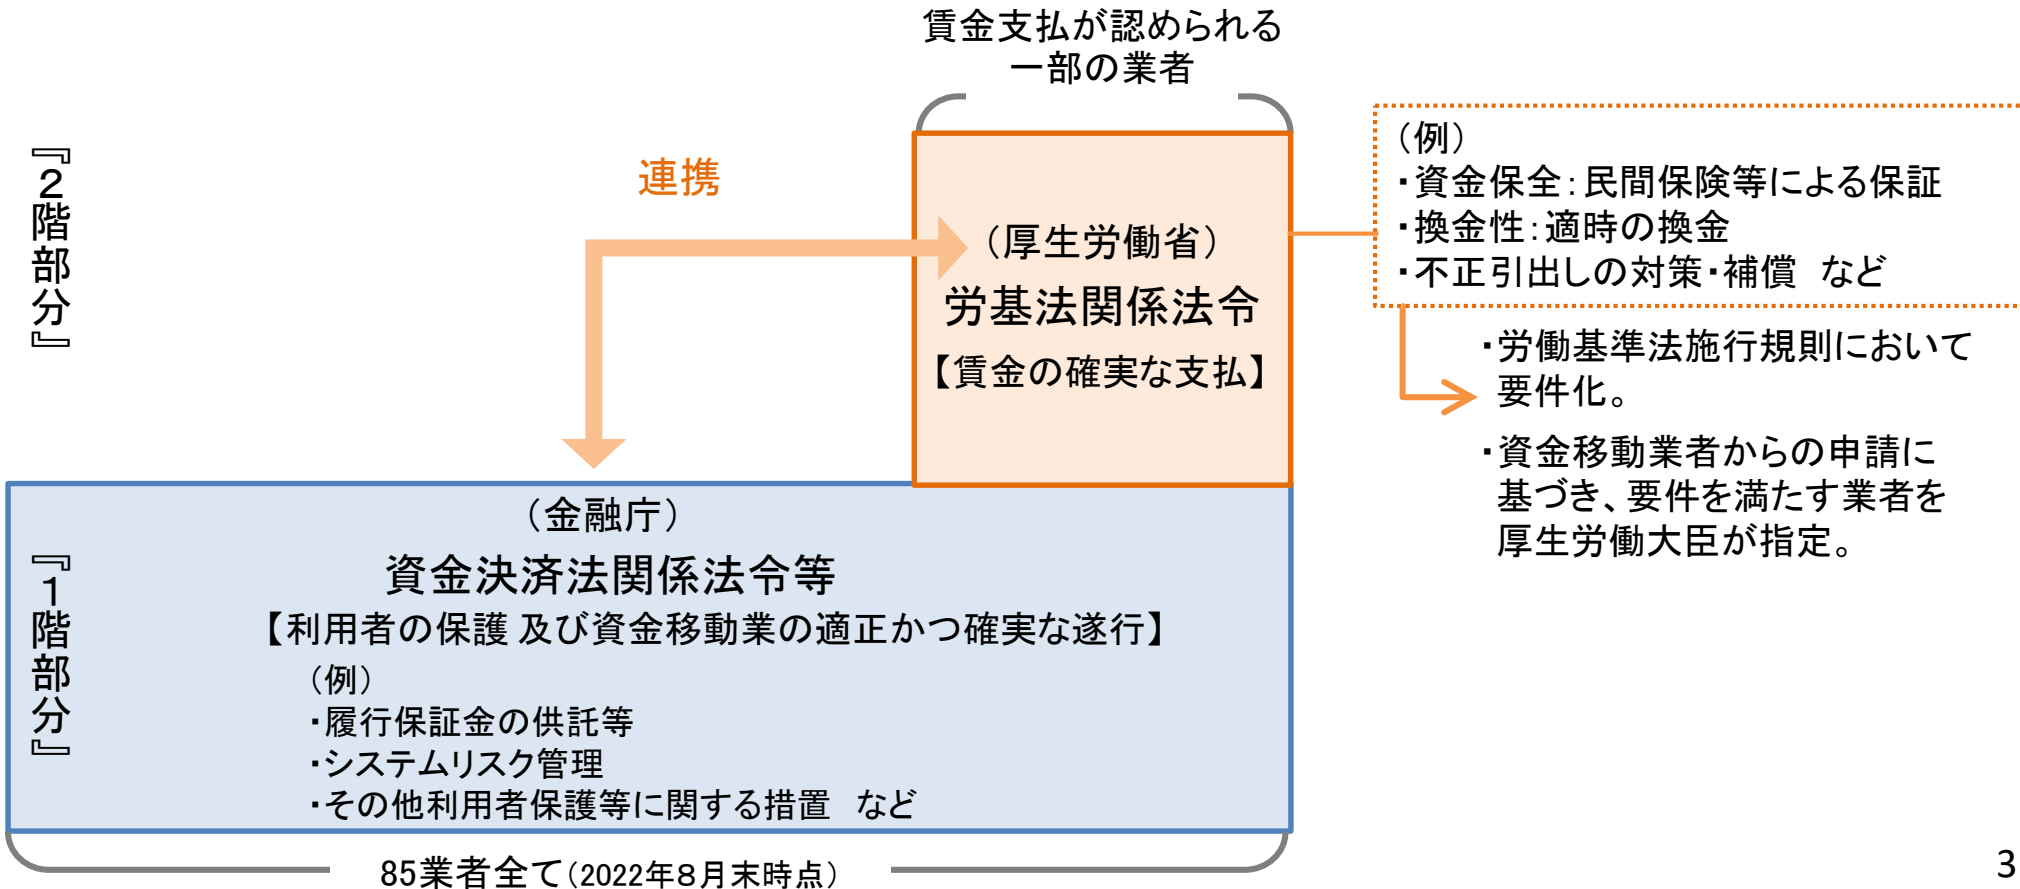 賃金支払が認められる
一部の業者
『2階部分』
連携
（厚生労働省）
労基法関係法令
【賃金の確実な支払】
（例）
・資金保全：民間保険等による保証
・換金性：適時の換金
・不正引出しの対策・補償　など
・労働基準法施行規則において
要件化。
・資金移動業者からの申請に
基づき、要件を満たす業者を
厚生労働大臣が指定。
『1階部分』
（金融庁）
資金決済法関係法令等
【利用者の保護 及び資金移動業の適正かつ確実な遂行】
（例）
・履行保証金の供託等
・システムリスク管理
・その他利用者保護等に関する措置　など
85業者全て（2022年８月末時点）
3